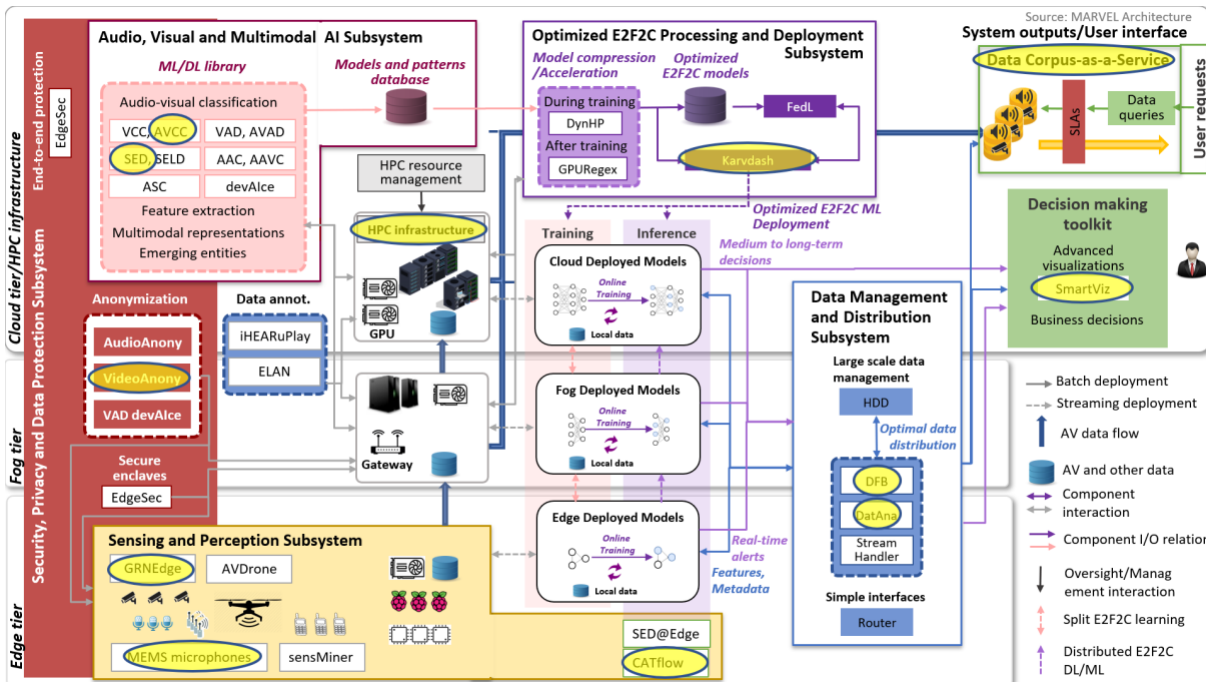 Source: MARVEL Architecture
Cloud tier/HPC infrastructure
Fog tier
Edge tier
Security, Privacy and Data Protection Subsystem
End-to-end protection
EdgeSec
Audio, Visual and Multimodal AI Subsystem
ML/DL library
Models and patterns
database
Audio-visual classification
VCC, AVCC
VAD, AVAD
SED, SELD
AAC, AAVC
ASC
devAIce
Feature extraction
Multimodal representations
Emerging entities
Optimized E2F2C Processing and Deployment
Subsystem
Model compression
/Acceleration
Optimized
E2F2C models
During training
DynHP
After training
GPURegex
FedL
Karvdash
System outputs/User interface
Data Corpus-as-a-Service
SLAs
Data
queries
User requests
HPC resource
management
HPC infrastructure
GPU
Optimized E2F2C ML
Deployment
Training
Inference
Medium to long-term
decisions
Cloud Deployed Models
Online
Training
Local data
Decision making
toolkit
Advanced
visualizations
SmartViz
Business decisions
Anonymization
AudioAnony
VideoAnony
VAD devAIce
Data annot.
iHEARuPlay
ELAN
Gateway
Fog Deployed Models
Online
Training
Local data
Data Management
and Distribution
Subsystem
Large scale data
management
HDD
Optimal data
distribution
DFB
DatAna
Stream
Handler
Simple interfaces
Router
Secure
enclaves
EdgeSec
Sensing and Perception Subsystem
GRNEdge
AVDrone
MEMS microphones
sensMiner
SED@Edge
CATflow
Edge Deployed Models
Online
Training
Local data
Real-time
alerts
Features,
Metadata
Batch deployment
Streaming deployment
AV data flow
AV and other data
Component
interaction
Component I/O relation
Oversight/Manag
ement interaction
Split E2F2C learning
Distributed E2F2C
DL/ML